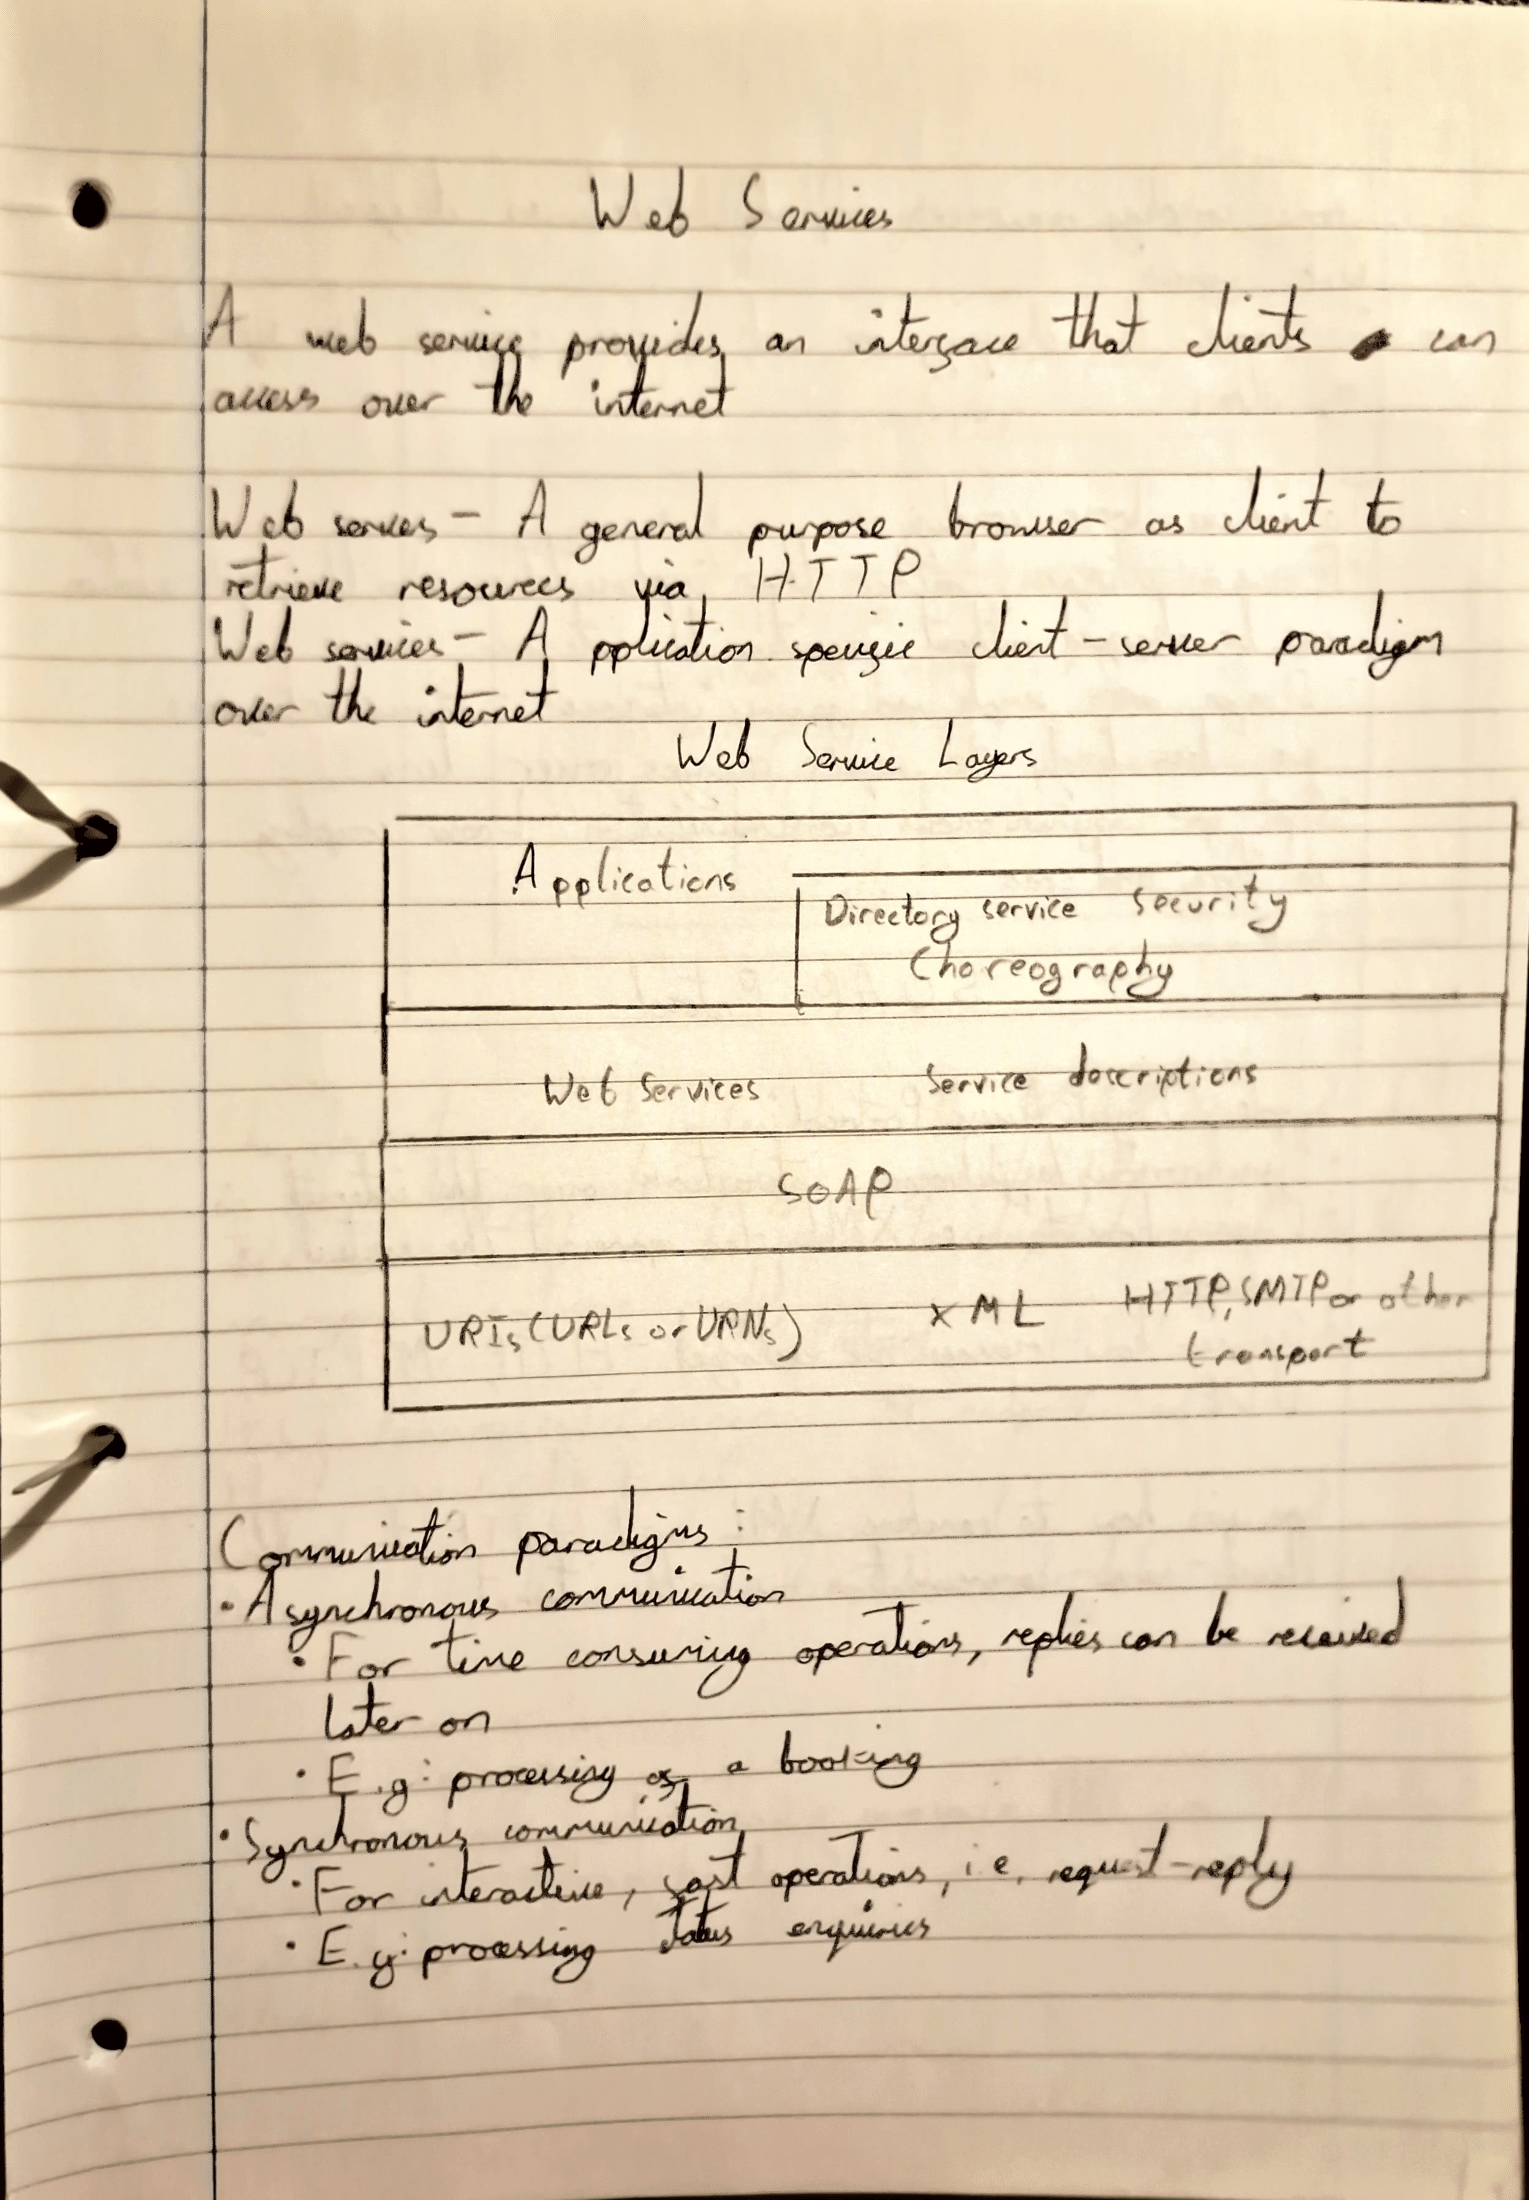 Web Services
A web service provides an interface that clients can
access over the internet
Web servers - A general purpose browser as client to
retrieve resources via HTTP
Web services - Application specific client-server paradigm
over the internet
Web Service Layers
Applications
Directory service security
Choreography
Web Services Service descriptions
SOAP
URIs (URLs or URNs) XML HTTP, SMTP or other
transport
Communication paradigms:
• Asynchronous communication
• For time consuming operations, replies can be received
later on
• E.g: processing of a booking
• Synchronous communication
• For interactive, fast operations, i.e. request-reply
• E.g: processing status enquiries